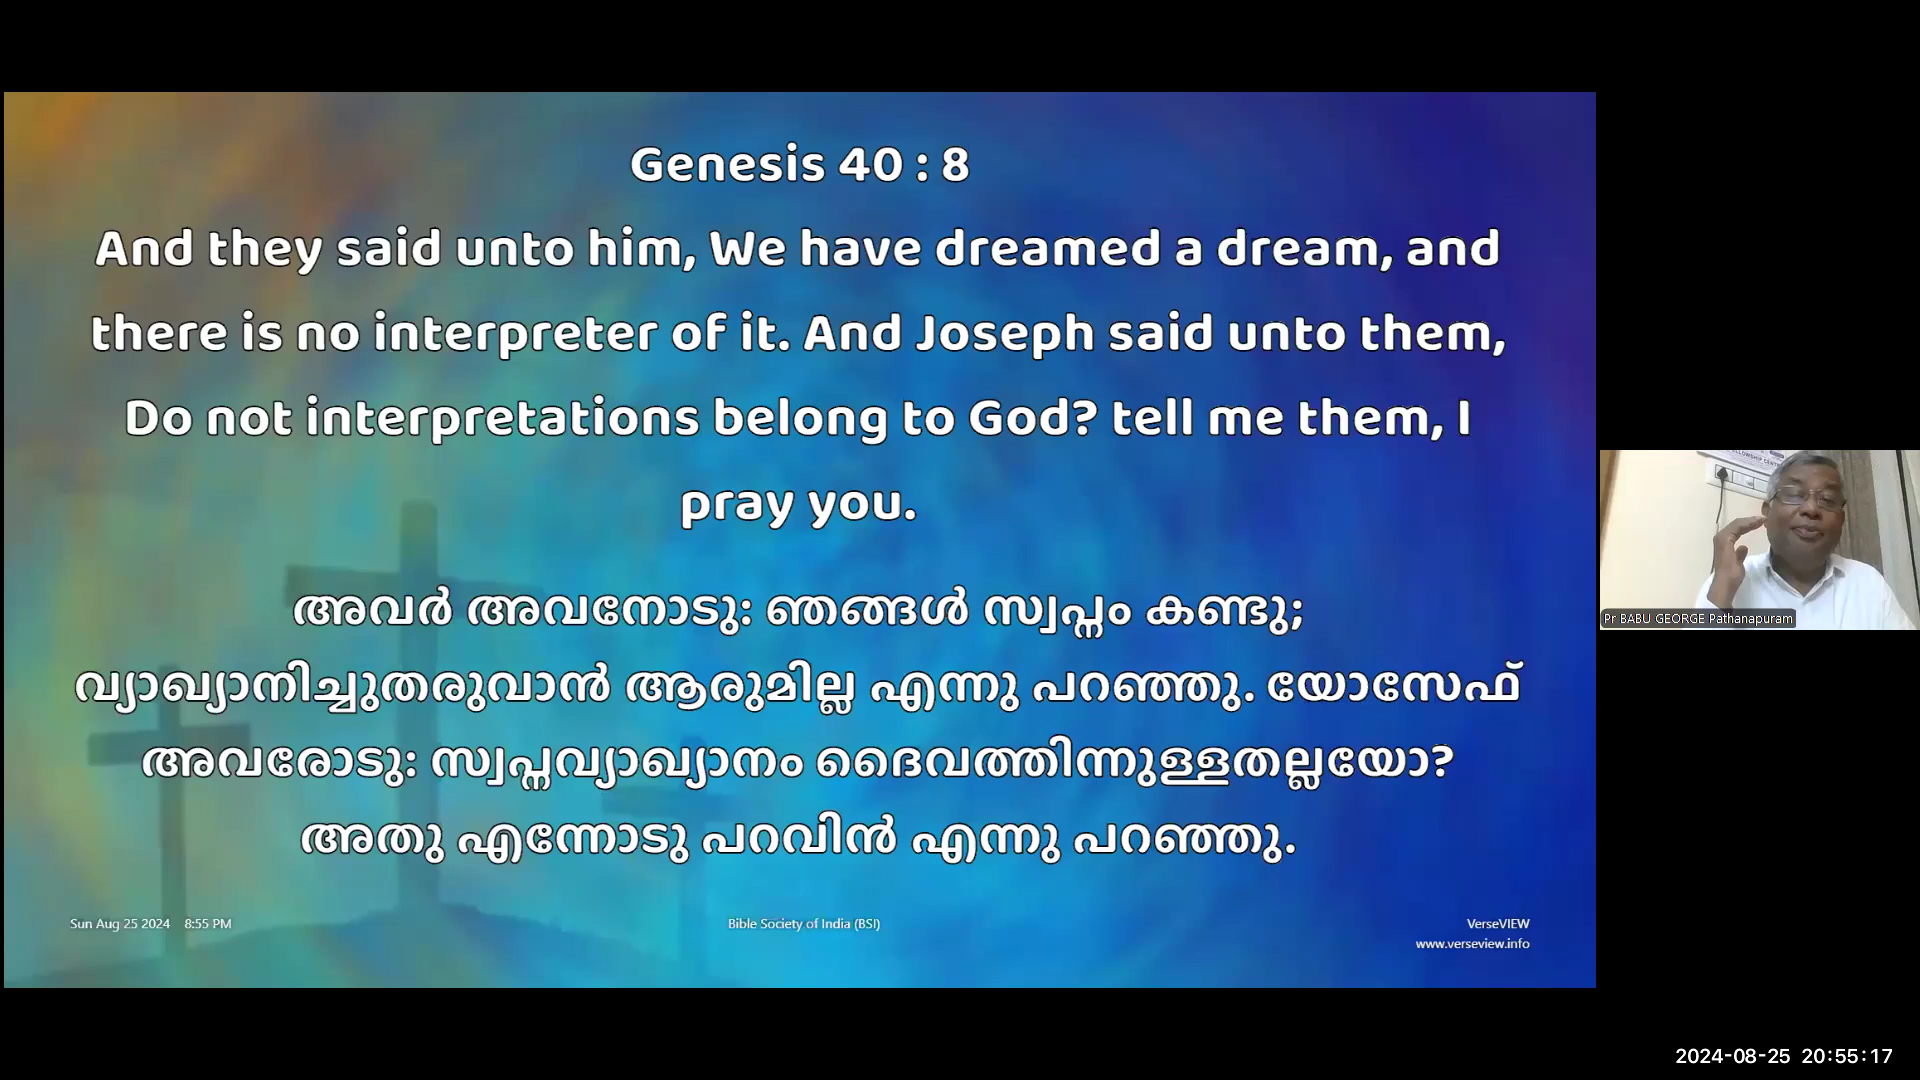 Genesis 40 : 8
And they said unto him, We have dreamed a dream, and
there is no interpreter of it. And Joseph said unto them,
Do not interpretations belong to God? tell me them, I
pray you.
അവർ അവനോടു: ഞങ്ങൾ സ്വപ്നം കണ്ടു;
വ്യാഖ്യാനിച്ചുതരുവാൻ ആരുമില്ല എന്നു പറഞ്ഞു. യോസേഫ്
അവരോടു: സ്വപ്നവ്യാഖ്യാനം ദൈവത്തിന്നുള്ളതല്ലയോ?
അതു എന്നോടു പറവിൻ എന്നു പറഞ്ഞു.
Sun Aug 25 2024 8:55 PM
Bible Society of India (BSI)
VerseVIEW
www.verseview.info
Pr BABU GEORGE Pathanapuram
2024-08-25 20:55:17